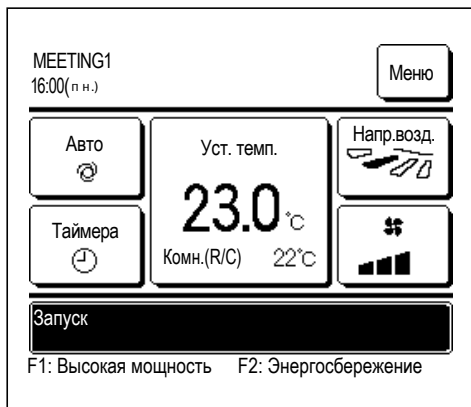 MEETING1
16:00(пн.)
Меню
Авто
Уст. темп.
Напр.возд.
23.0 °C
Таймера
Комн.(R/C) 22°C
Запуск
F1: Высокая мощность F2: Энергосбережение